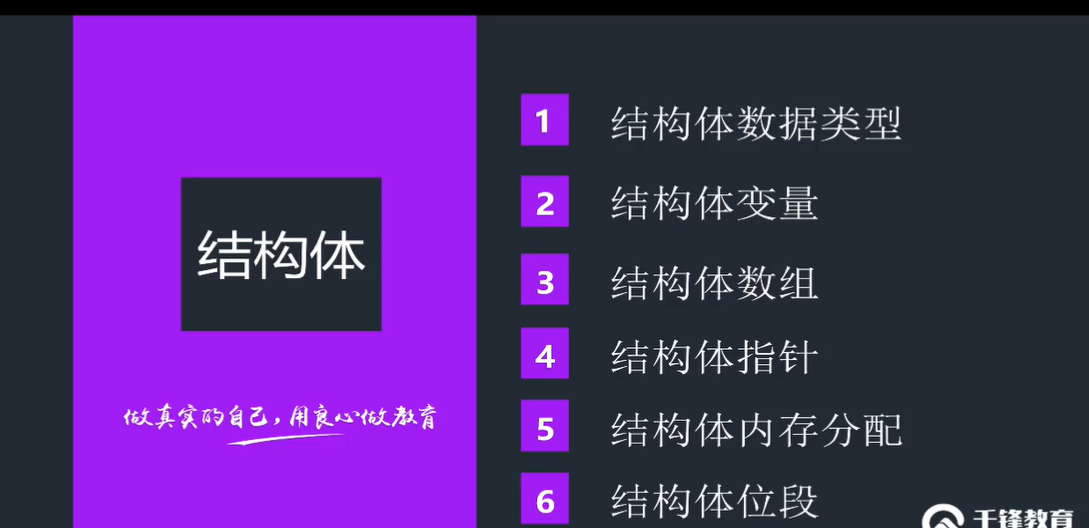 结构体
做真实的自己，用良心做教育
1 结构体数据类型
2 结构体变量
3 结构体数组
4 结构体指针
5 结构体内存分配
6 结构体位段
千锋教育